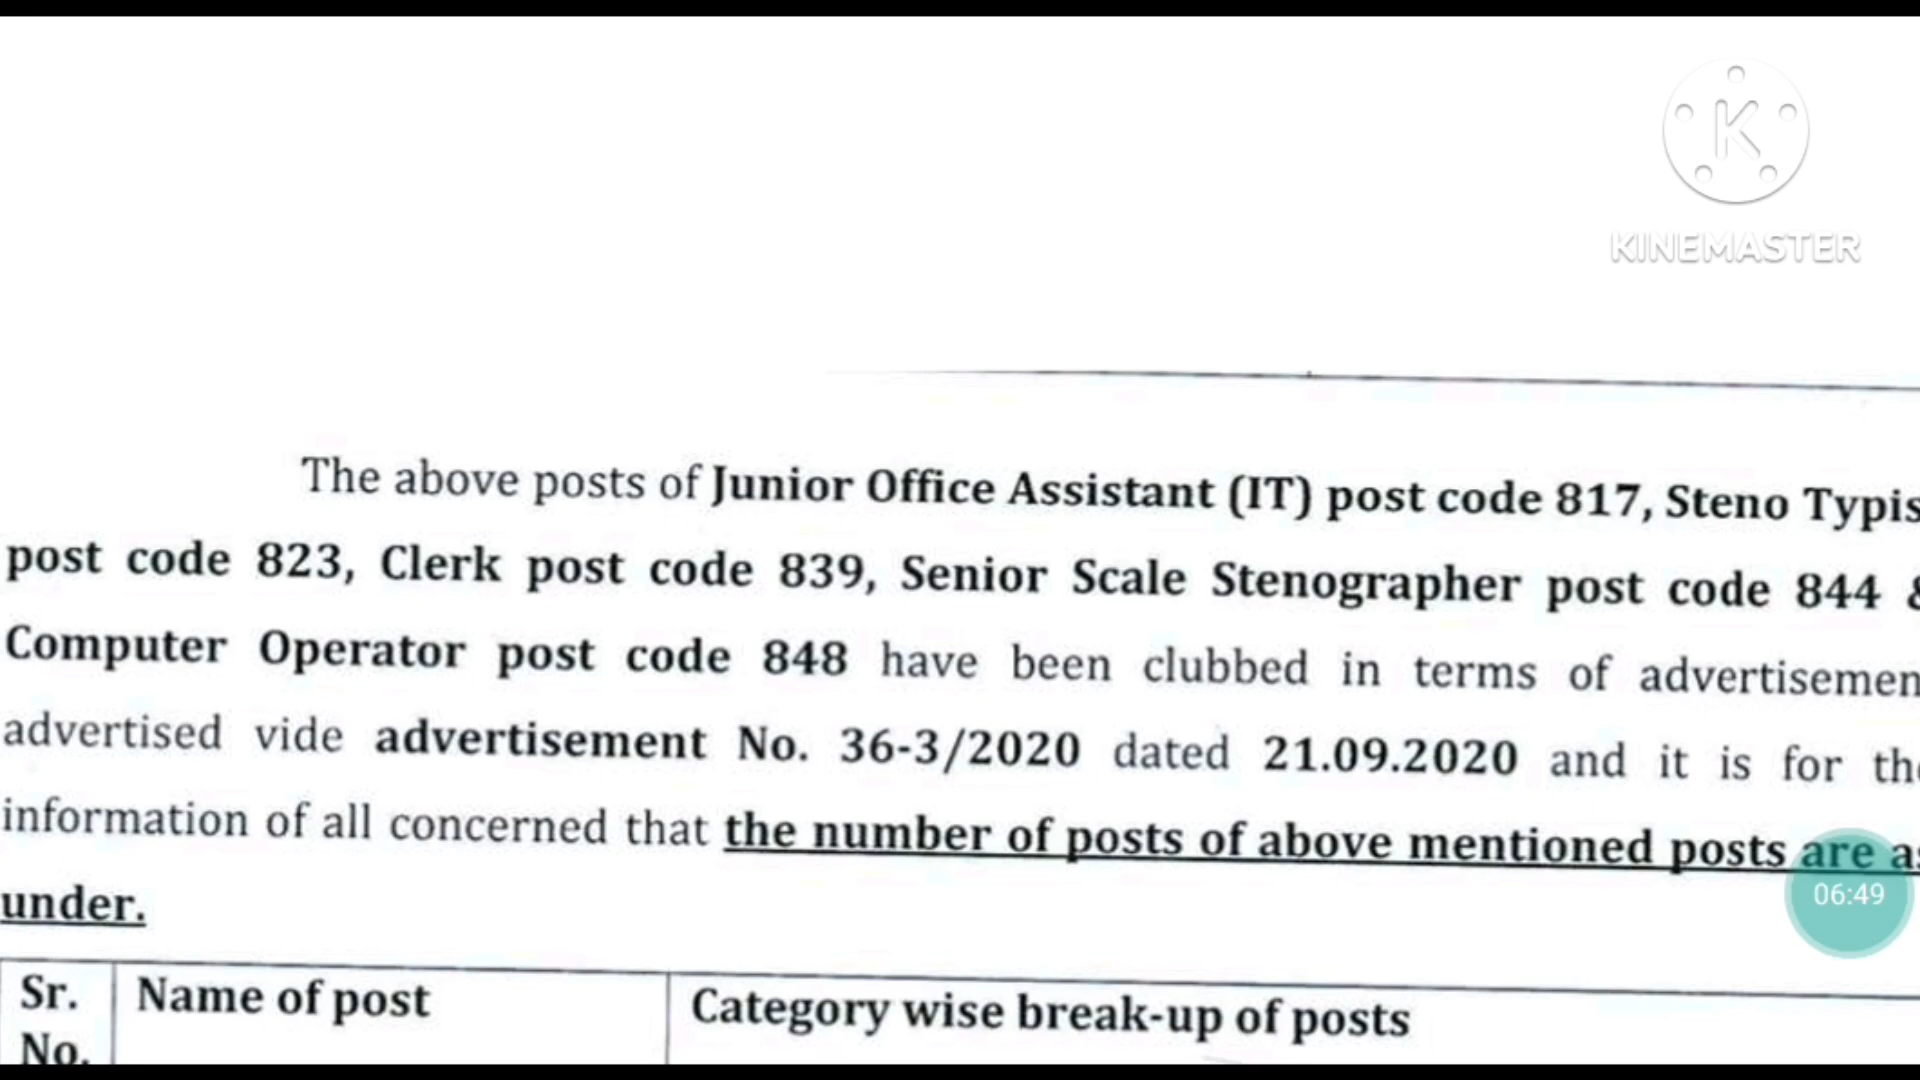 K
KINEMASTER
The above posts of Junior Office Assistant (IT) post code 817, Steno Typis
post code 823, Clerk post code 839, Senior Scale Stenographer post code 844 &
Computer Operator post code 848 have been clubbed in terms of advertisemen
advertised vide advertisement No. 36-3/2020 dated 21.09.2020 and it is for the
information of all concerned that the number of posts of above mentioned posts are as
under.
06:49
Sr. Name of post Category wise break-up of posts
No.